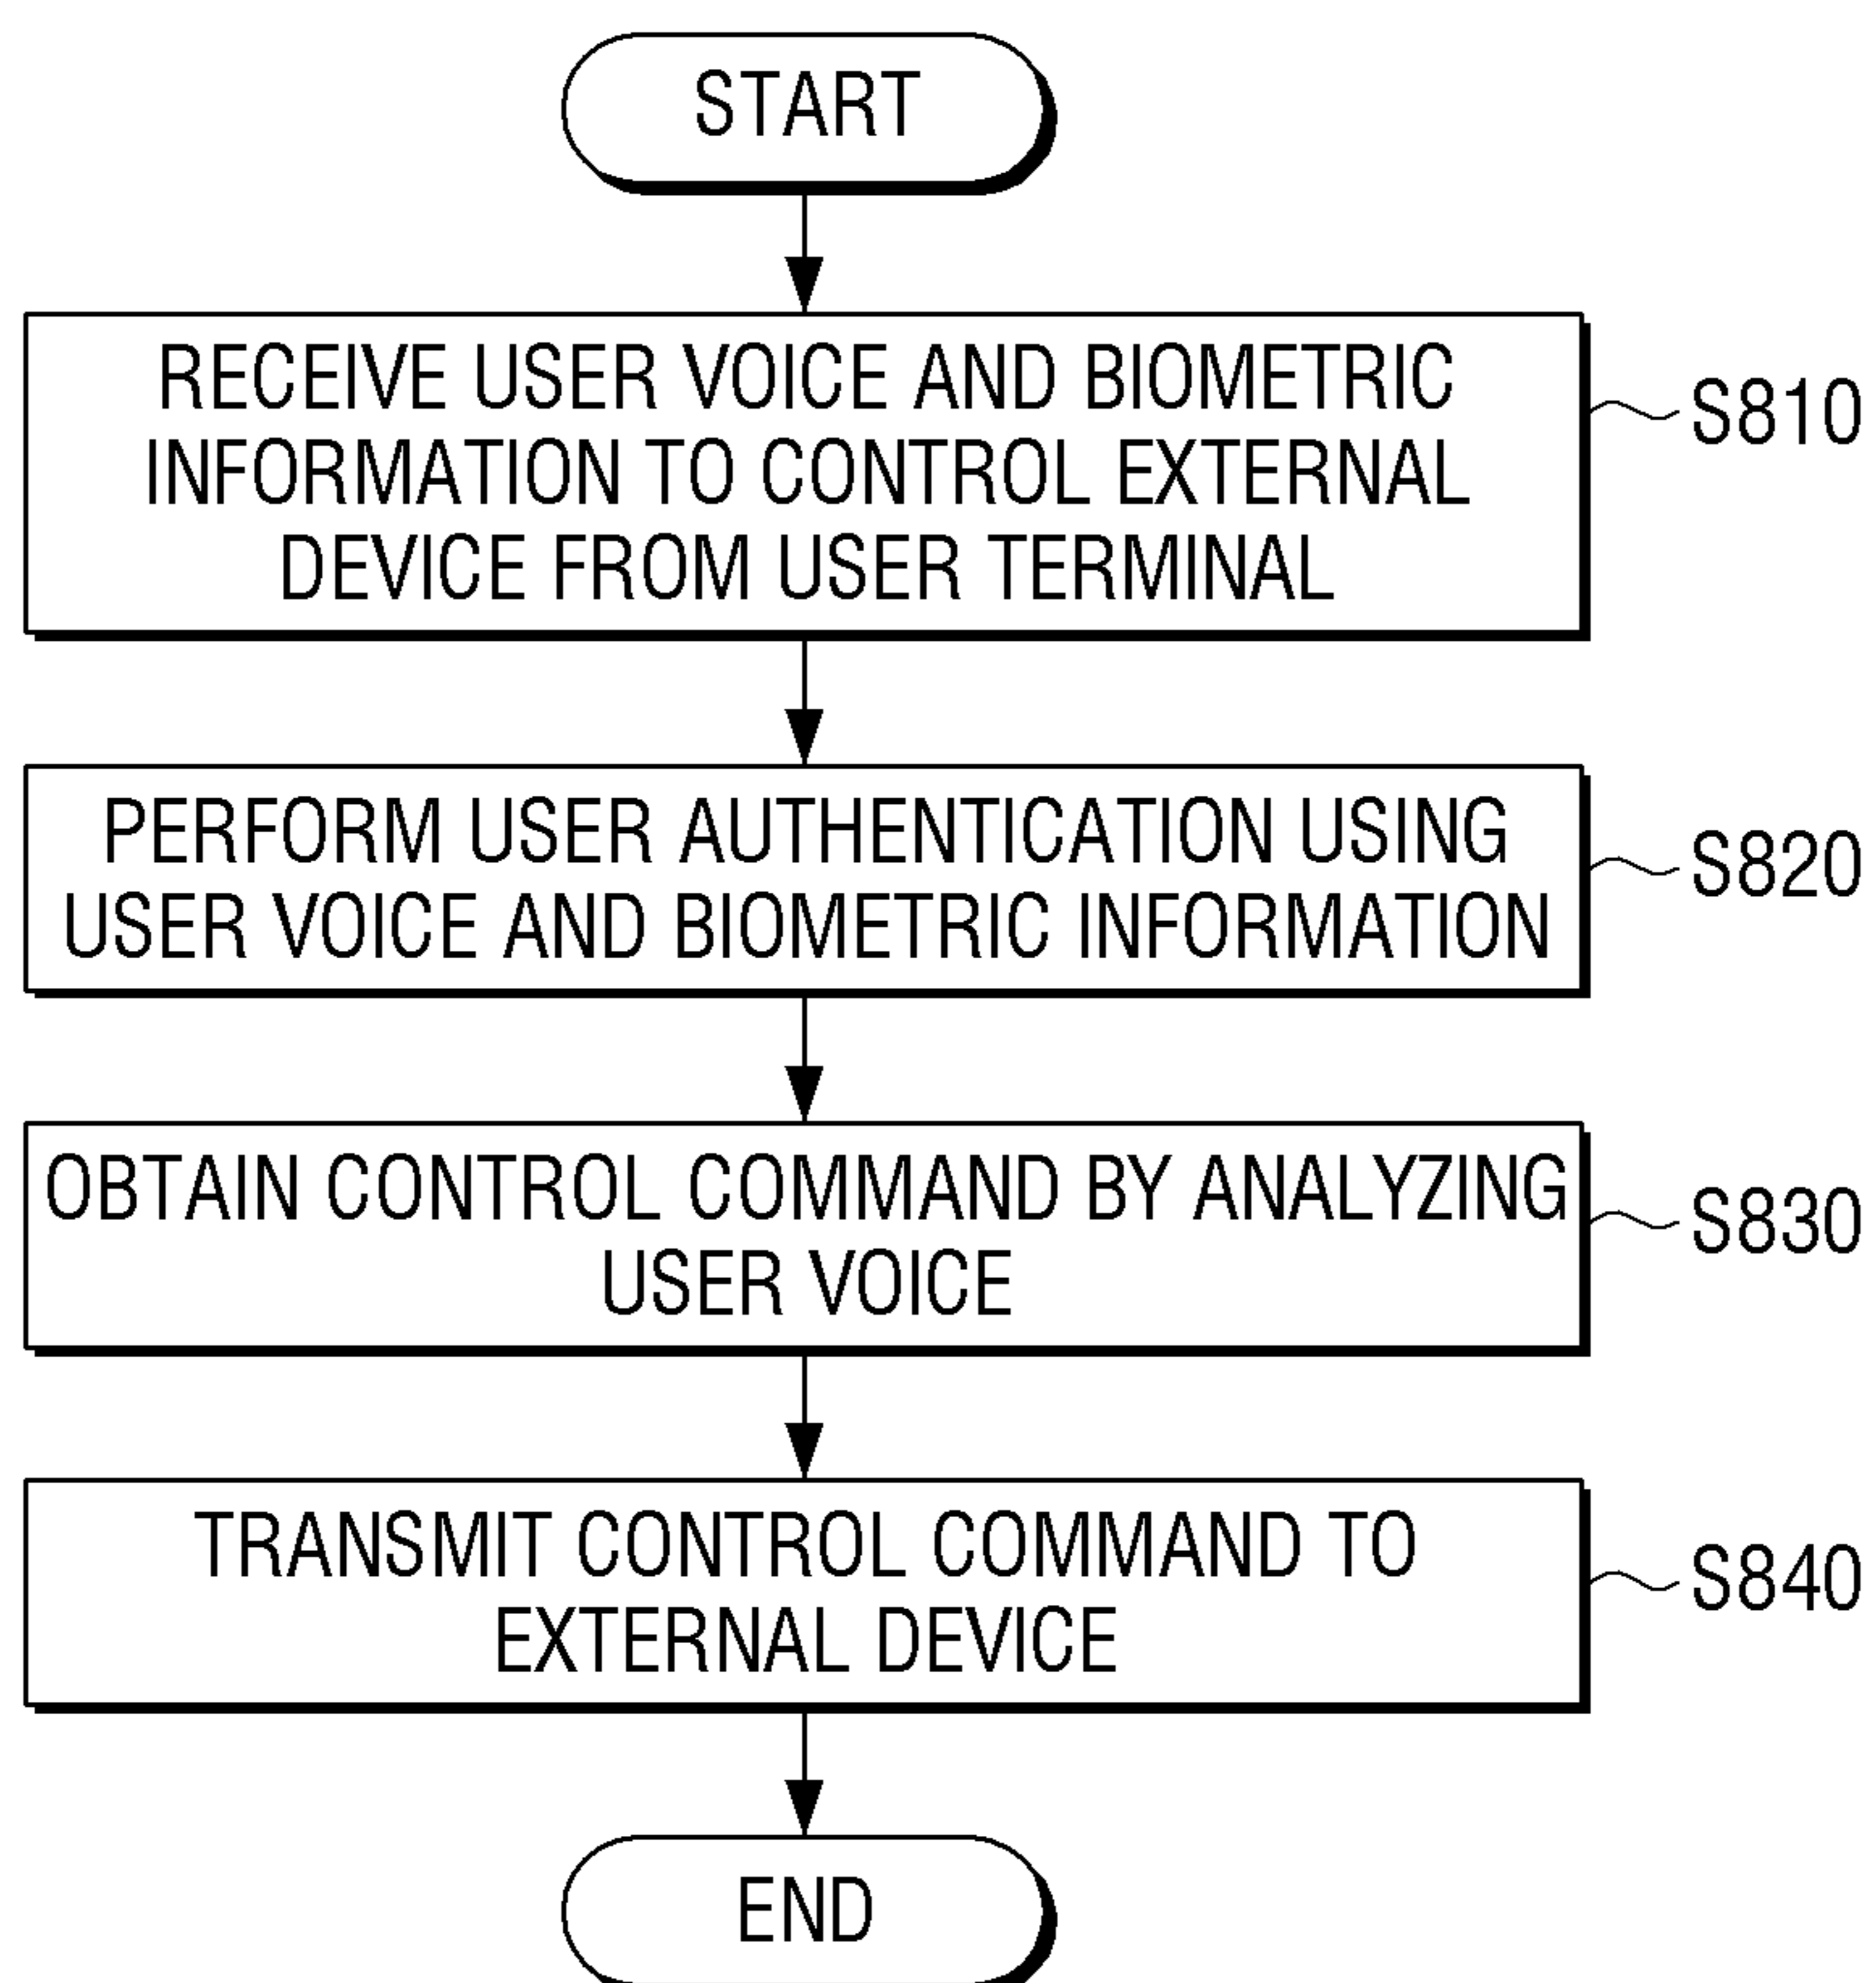 START
RECEIVE USER VOICE AND BIOMETRIC
INFORMATION TO CONTROL EXTERNAL
DEVICE FROM USER TERMINAL
S810
PERFORM USER AUTHENTICATION USING
USER VOICE AND BIOMETRIC INFORMATION
S820
OBTAIN CONTROL COMMAND BY ANALYZING
USER VOICE
S830
TRANSMIT CONTROL COMMAND TO
EXTERNAL DEVICE
S840
END